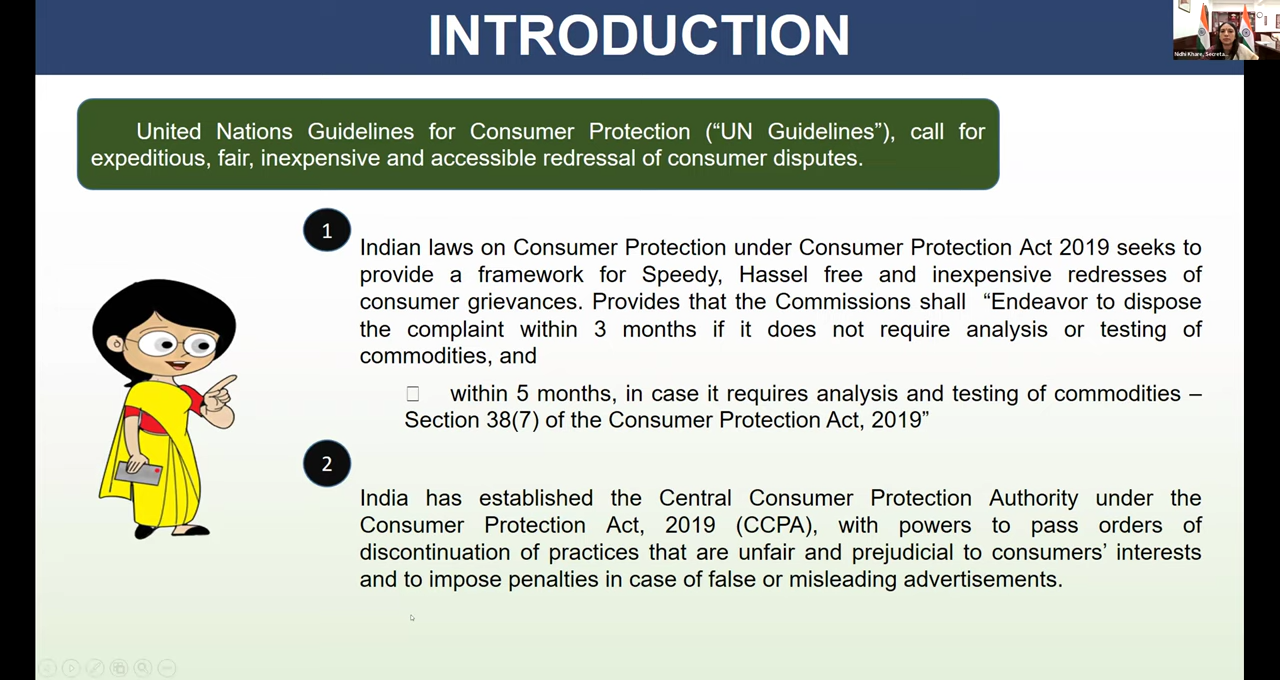 INTRODUCTION
Nidhi Khare, Secreta...
United Nations Guidelines for Consumer Protection (“UN Guidelines”), call for
expeditious, fair, inexpensive and accessible redressal of consumer disputes.
1
Indian laws on Consumer Protection under Consumer Protection Act 2019 seeks to
provide a framework for Speedy, Hassel free and inexpensive redresses of
consumer grievances. Provides that the Commissions shall “Endeavor to dispose
the complaint within 3 months if it does not require analysis or testing of
commodities, and
within 5 months, in case it requires analysis and testing of commodities –
Section 38(7) of the Consumer Protection Act, 2019”
2
India has established the Central Consumer Protection Authority under the
Consumer Protection Act, 2019 (CCPA), with powers to pass orders of
discontinuation of practices that are unfair and prejudicial to consumers’ interests
and to impose penalties in case of false or misleading advertisements.